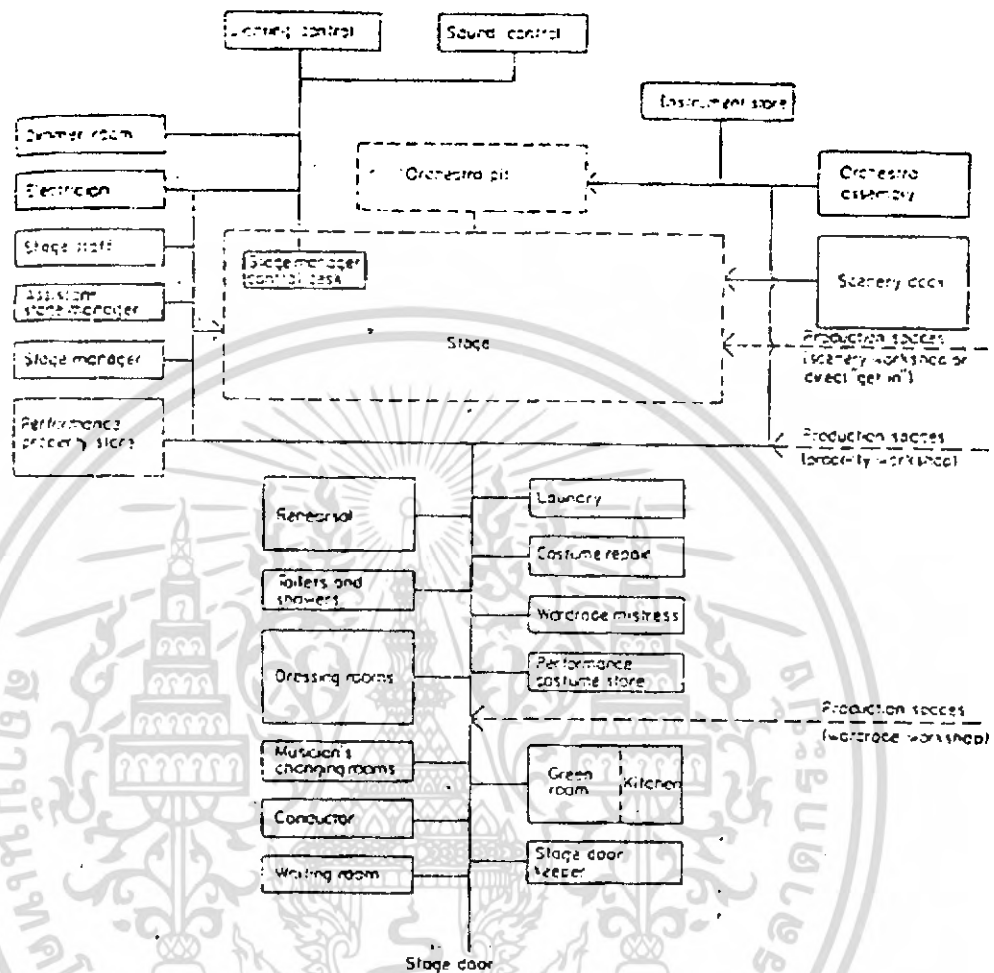 Lighting control
Sound control
Instrument store
Dimmer room
Orchestra pit
Orchestra
assembly
Electrician
Stage staff
Stage manager
control desk
Scenery dock
Assistant
stage manager
Stage
Production spaces
(scenery workshop or
direct "get in")
Stage manager
Performance
property store
Production spaces
(property workshop)
Rehearsal
Laundry
Costume repair
Toilets and
showers
Wardrobe mistress
Dressing rooms
Performance
costume store
Production spaces
(wardrobe workshop)
Musician's
changing rooms
Green
room
Kitchen
Conductor
Waiting room
Stage door
keeper
Stage door